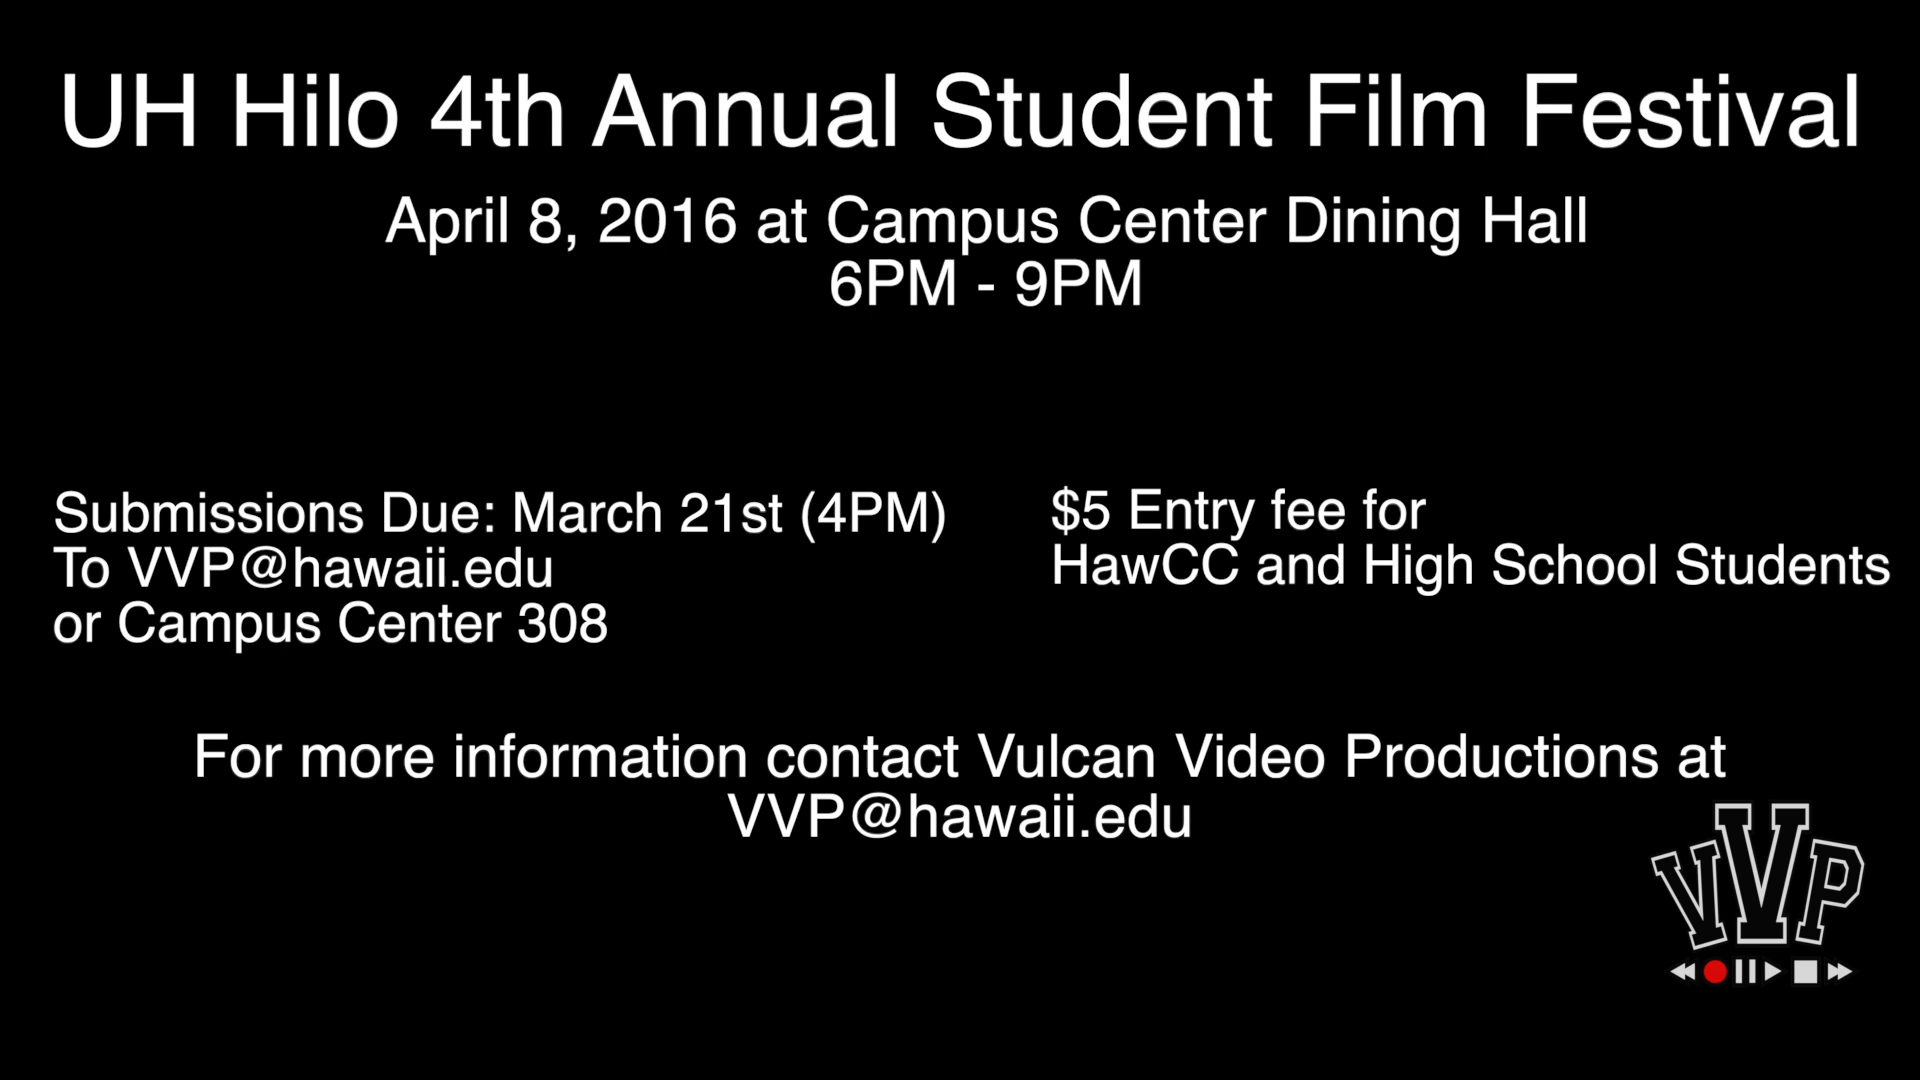 UH Hilo 4th Annual Student Film Festival
April 8, 2016 at Campus Center Dining Hall
6PM - 9PM
Submissions Due: March 21st (4PM)
To VVP@hawaii.edu
or Campus Center 308
$5 Entry fee for
HawCC and High School Students
For more information contact Vulcan Video Productions at
VVP@hawaii.edu
VVP